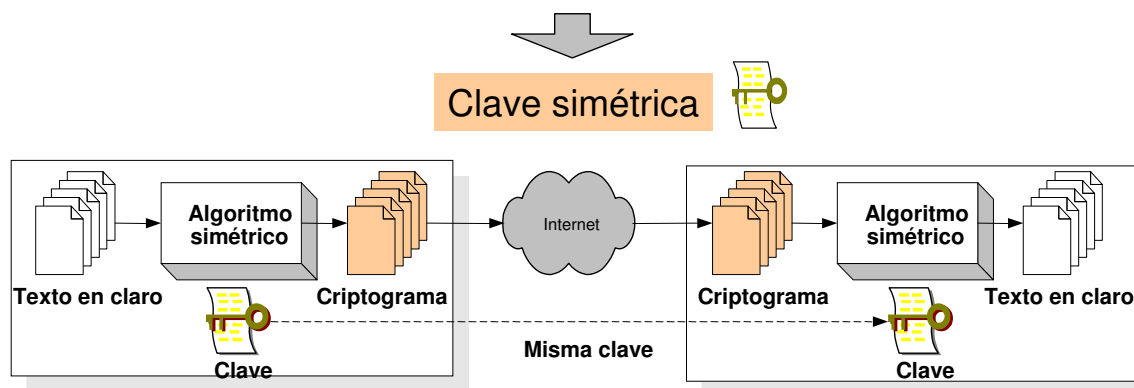 Clave simétrica
Algoritmo
simétrico
Texto en claro
Criptograma
Clave
Internet
Misma clave
Algoritmo
simétrico
Criptograma
Texto en claro
Clave